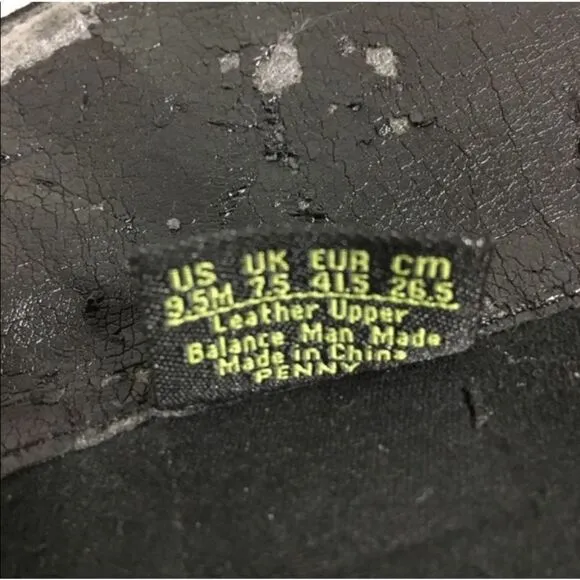 US UK EUR cm
9.5M 7.5 41.5 26.5
Leather Upper
Balance Man Made
Made in China
PENNY